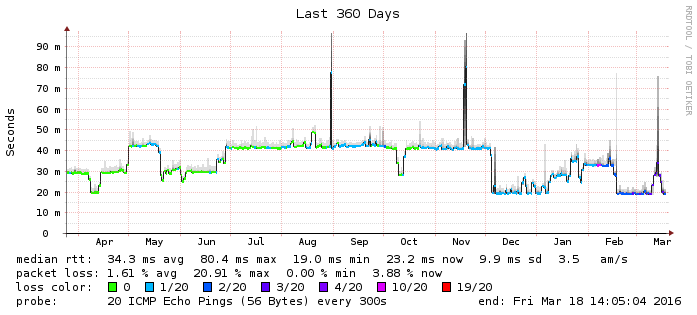 Last 360 Days
RRDTOOL / TOBI OETIKER
Seconds
90 m
80 m
70 m
60 m
50 m
40 m
30 m
20 m
10 m
0
Apr May Jun Jul Aug Sep Oct Nov Dec Jan Feb Mar
median rtt: 34.3 ms avg 80.4 ms max 19.0 ms min 23.2 ms now 9.9 ms sd 3.5 am/s
packet loss: 1.61 % avg 20.91 % max 0.00 % min 3.88 % now
loss color: 0 1/20 2/20 3/20 4/20 10/20 19/20
probe: 20 ICMP Echo Pings (56 Bytes) every 300s end: Fri Mar 18 14:05:04 2016